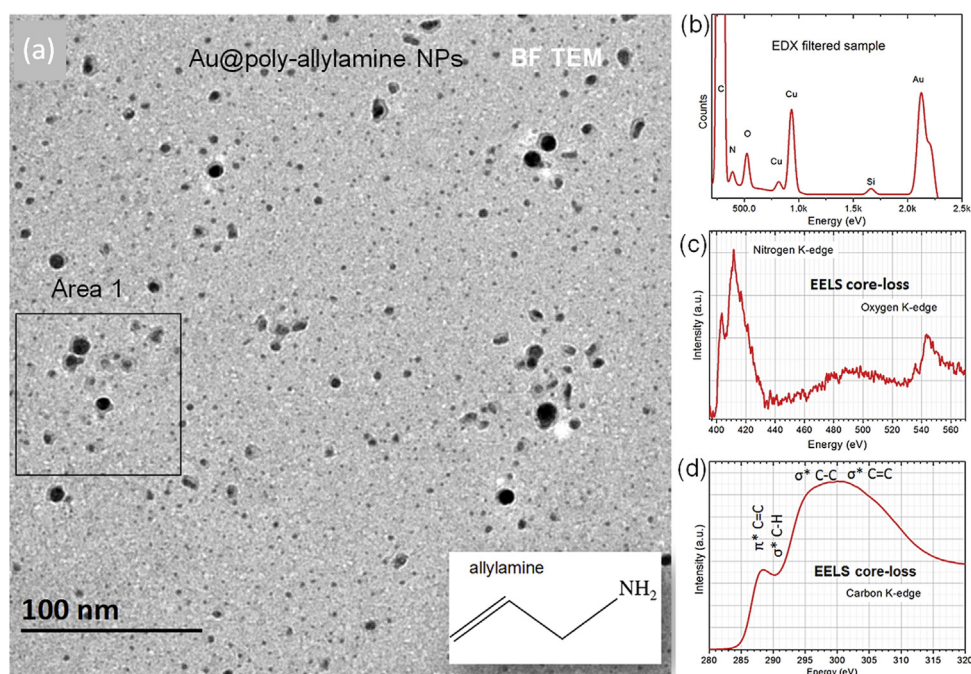 (a)
Au@poly-allylamine NPs BF TEM
Area 1
100 nm
allylamine
NH2
(b)
EDX filtered sample
Counts
C
N
O
Cu
Cu
Si
Au
500.0 1.0k 1.5k 2.0k 2.5k
Energy (eV)
(c)
Nitrogen K-edge
EELS core-loss
Oxygen K-edge
Intensity (a.u.)
400 420 440 460 480 500 520 540 560
Energy (eV)
(d)
σ* C-C σ* C=C
π* C=C
σ* C-H
EELS core-loss
Carbon K-edge
Intensity (a.u.)
280 285 290 295 300 305 310 315 320
Energy (eV)